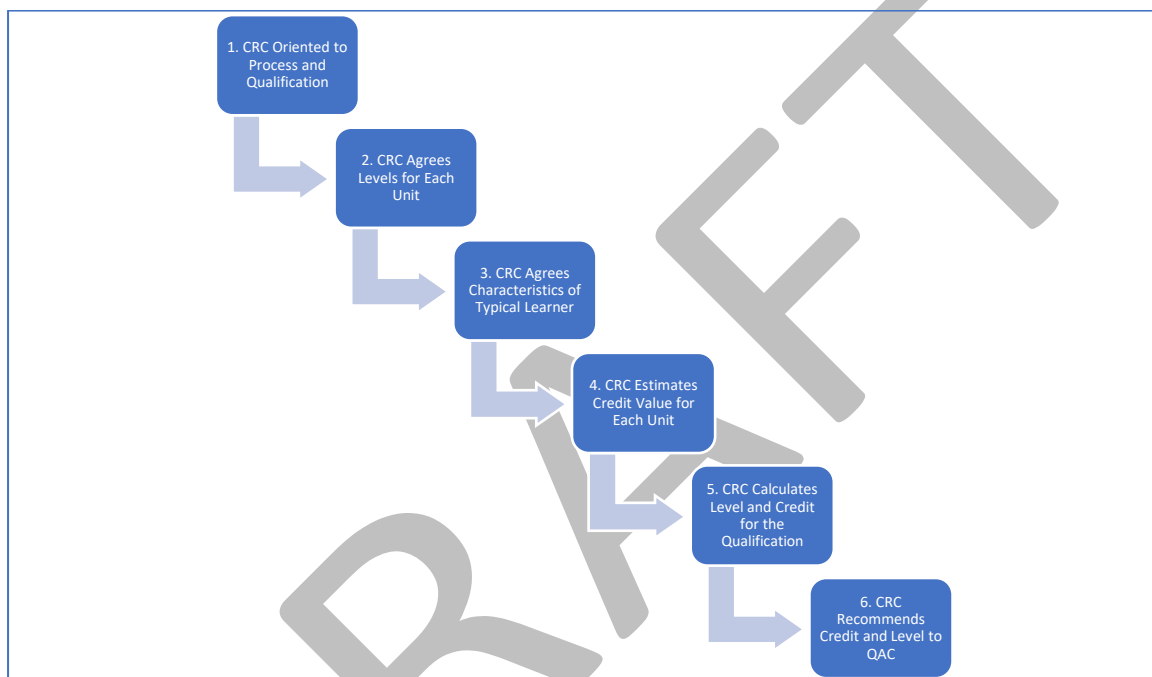 1. CRC Oriented to
Process and
Qualification
2. CRC Agrees
Levels for Each
Unit
3. CRC Agrees
Characteristics of
Typical Learner
4. CRC Estimates
Credit Value for
Each Unit
5. CRC Calculates
Level and Credit
for the
Qualification
6. CRC
Recommends
Credit and Level to
QAC
DRAFT